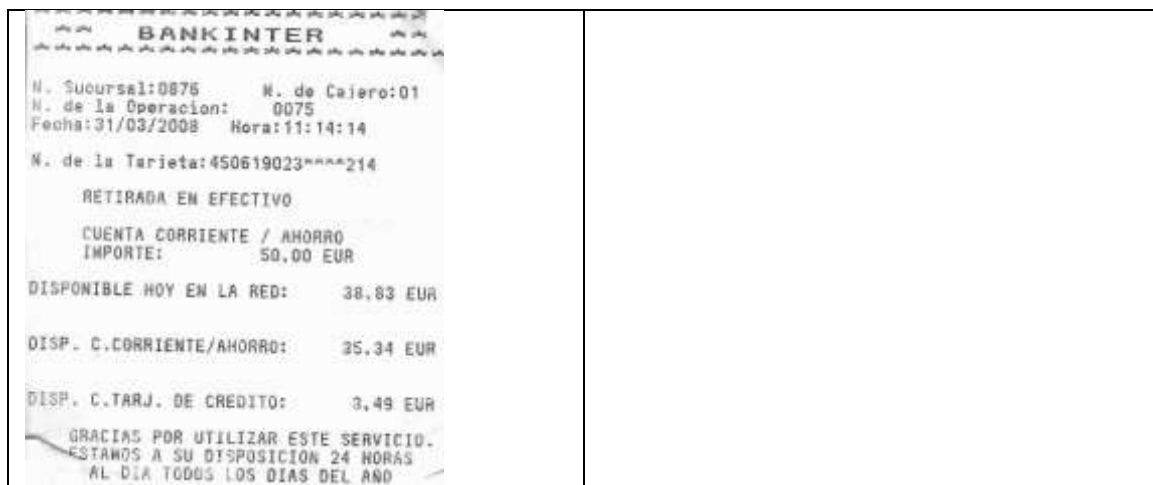 BANKINTER
N. Sucursal:0876 N. de Cajero:01
N. de la Operacion: 0075
Fecha:31/03/2008 Hora:11:14:14
N. de la Tarjeta:450619023****214
RETIRADA EN EFECTIVO
CUENTA CORRIENTE / AHORRO
IMPORTE: 50,00 EUR
DISPONIBLE HOY EN LA RED: 38,83 EUR
DISP. C.CORRIENTE/AHORRO: 35,34 EUR
DISP. C.TARJ. DE CREDITO: 3,49 EUR
GRACIAS POR UTILIZAR ESTE SERVICIO.
ESTAMOS A SU DISPOSICION 24 HORAS
AL DIA TODOS LOS DIAS DEL AÑO